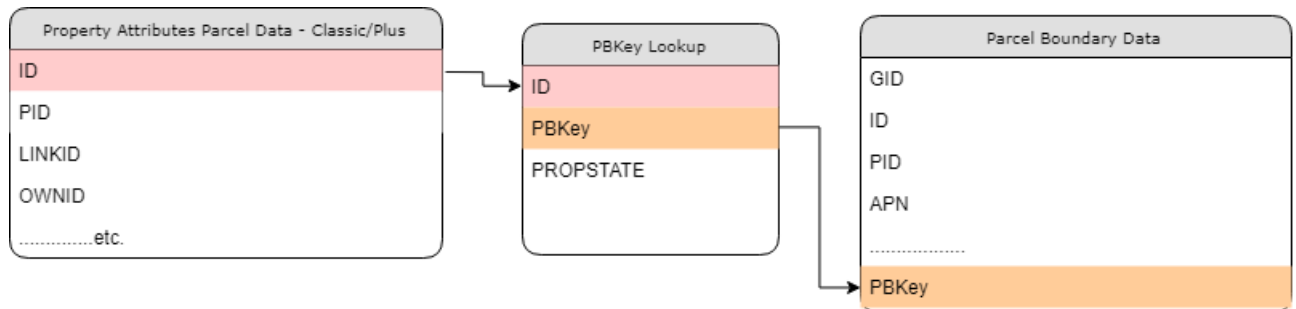 Property Attributes Parcel Data - Classic/Plus
ID
PID
LINKID
OWNID
..............etc.
PBKey Lookup
ID
PBKey
PROPSTATE
Parcel Boundary Data
GID
ID
PID
APN
..................
PBKey